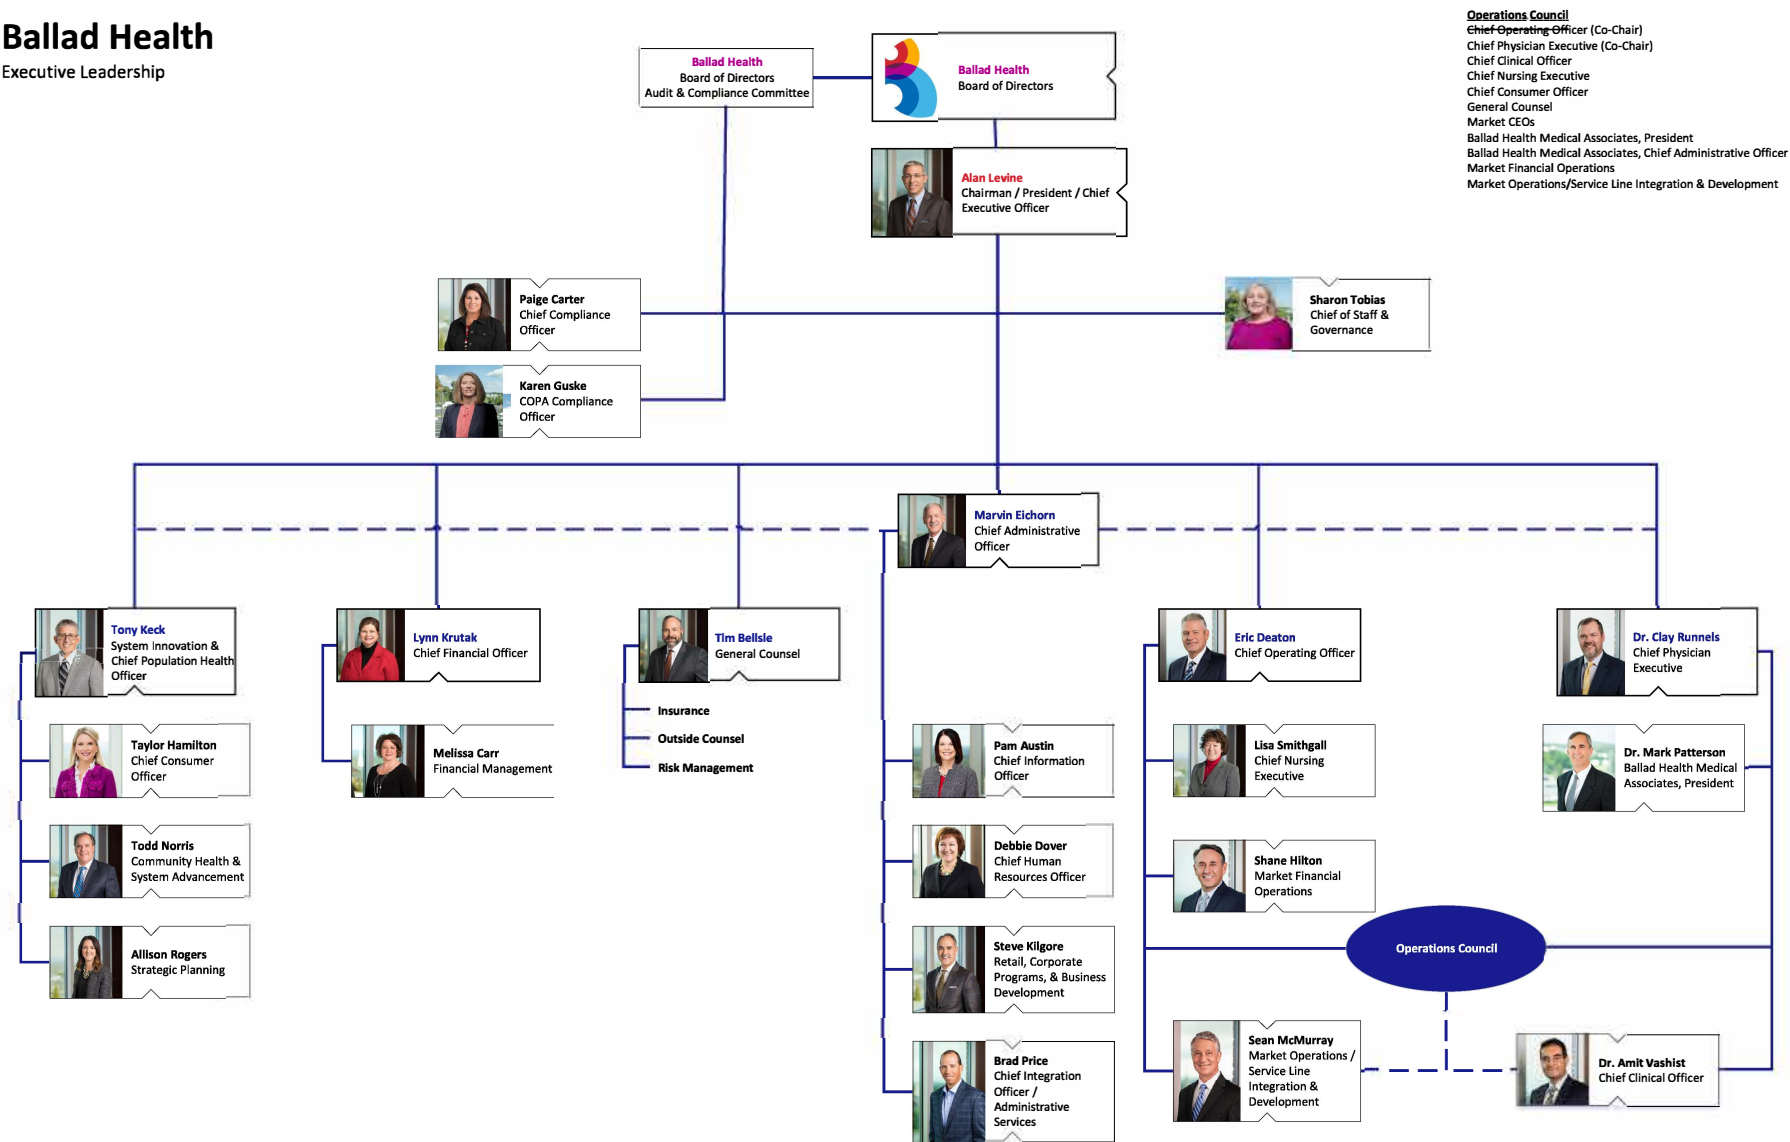 Ballad Health
Executive Leadership
Operations Council
Chief Operating Officer (Co-Chair)
Chief Physician Executive (Co-Chair)
Chief Clinical Officer
Chief Nursing Executive
Chief Consumer Officer
General Counsel
Market CEOs
Ballad Health Medical Associates, President
Ballad Health Medical Associates, Chief Administrative Officer
Market Financial Operations
Market Operations/Service Line Integration & Development
Ballad Health
Board of Directors
Audit & Compliance Committee
Ballad Health
Board of Directors
Alan Levine
Chairman / President / Chief
Executive Officer
Paige Carter
Chief Compliance
Officer
Sharon Tobias
Chief of Staff &
Governance
Karen Guske
COPA Compliance
Officer
Marvin Eichorn
Chief Administrative
Officer
Tony Keck
System Innovation &
Chief Population Health
Officer
Lynn Krutak
Chief Financial Officer
Tim Belisle
General Counsel
Eric Deaton
Chief Operating Officer
Dr. Clay Runnels
Chief Physician
Executive
Taylor Hamilton
Chief Consumer
Officer
Todd Norris
Community Health &
System Advancement
Allison Rogers
Strategic Planning
Melissa Carr
Financial Management
Insurance
Outside Counsel
Risk Management
Pam Austin
Chief Information
Officer
Debbie Dover
Chief Human
Resources Officer
Steve Kilgore
Retail, Corporate
Programs, & Business
Development
Brad Price
Chief Integration
Officer /
Administrative
Services
Lisa Smithgall
Chief Nursing
Executive
Shane Hilton
Market Financial
Operations
Operations Council
Sean McMurray
Market Operations /
Service Line
Integration &
Development
Dr. Mark Patterson
Ballad Health Medical
Associates, President
Dr. Amit Vashist
Chief Clinical Officer